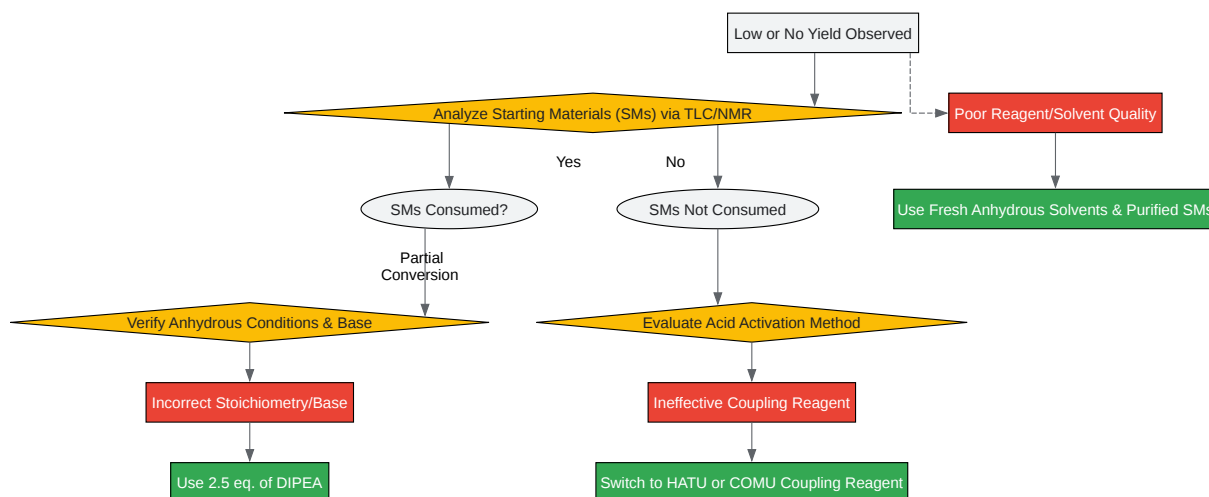 Low or No Yield Observed
Analyze Starting Materials (SMs) via TLC/NMR
Poor Reagent/Solvent Quality
Yes
No
SMs Consumed?
SMs Not Consumed
Use Fresh Anhydrous Solvents & Purified SMs
Partial
Conversion
Verify Anhydrous Conditions & Base
Evaluate Acid Activation Method
Incorrect Stoichiometry/Base
Ineffective Coupling Reagent
Use 2.5 eq. of DIPEA
Switch to HATU or COMU Coupling Reagent